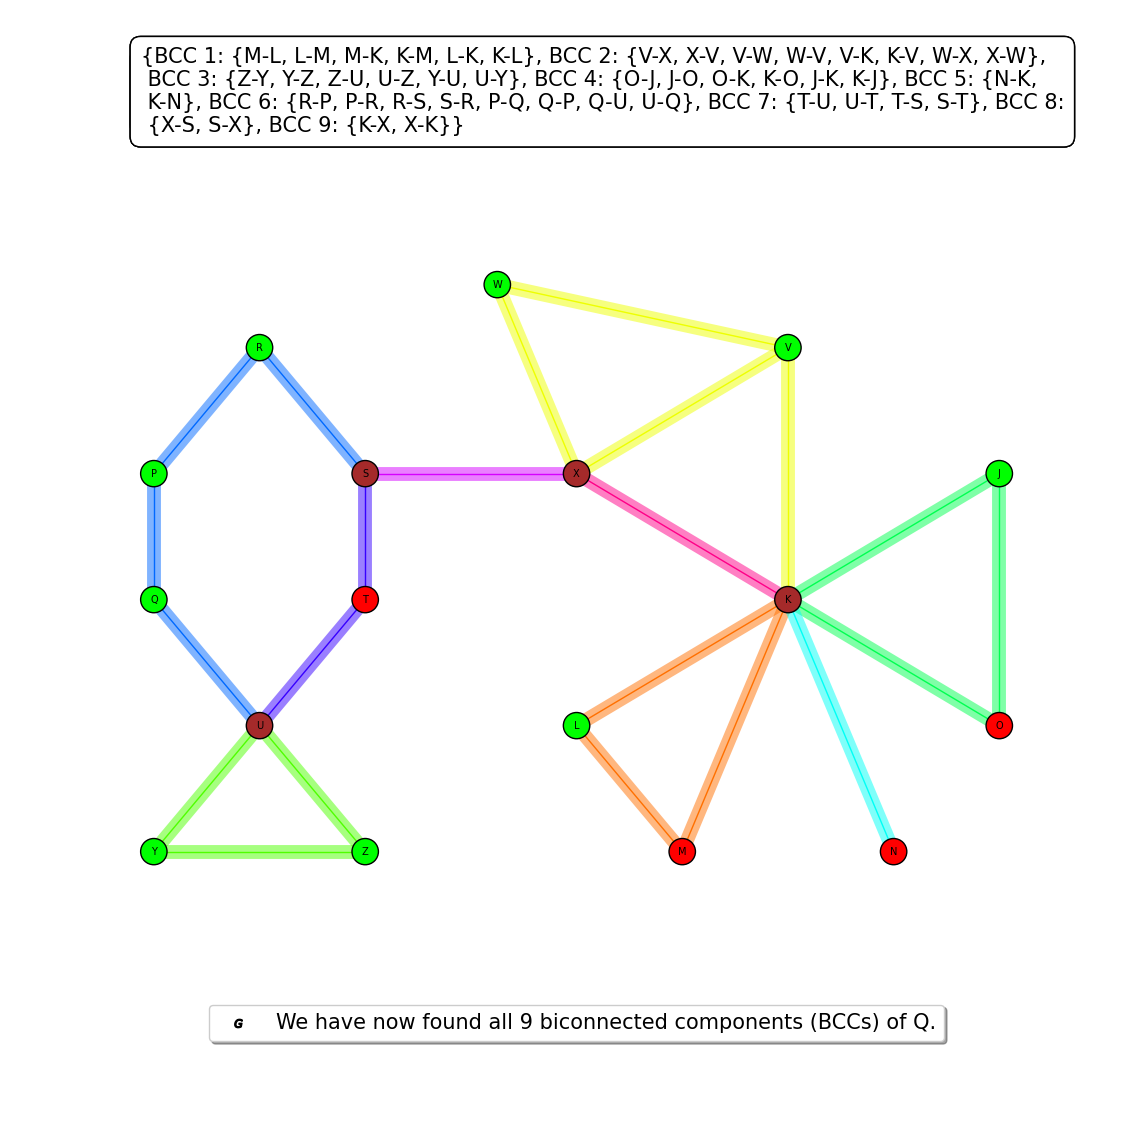 {BCC 1: {M-L, L-M, M-K, K-M, L-K, K-L}, BCC 2: {V-X, X-V, V-W, W-V, V-K, K-V, W-X, X-W},
BCC 3: {Z-Y, Y-Z, Z-U, U-Z, Y-U, U-Y}, BCC 4: {O-J, J-O, O-K, K-O, J-K, K-J}, BCC 5: {N-K,
K-N}, BCC 6: {R-P, P-R, R-S, S-R, P-Q, Q-P, Q-U, U-Q}, BCC 7: {T-U, U-T, T-S, S-T}, BCC 8:
{X-S, S-X}, BCC 9: {K-X, X-K}}
W
R
V
P
S
X
J
Q
T
K
U
L
O
Y
Z
M
N
G We have now found all 9 biconnected components (BCCs) of Q.